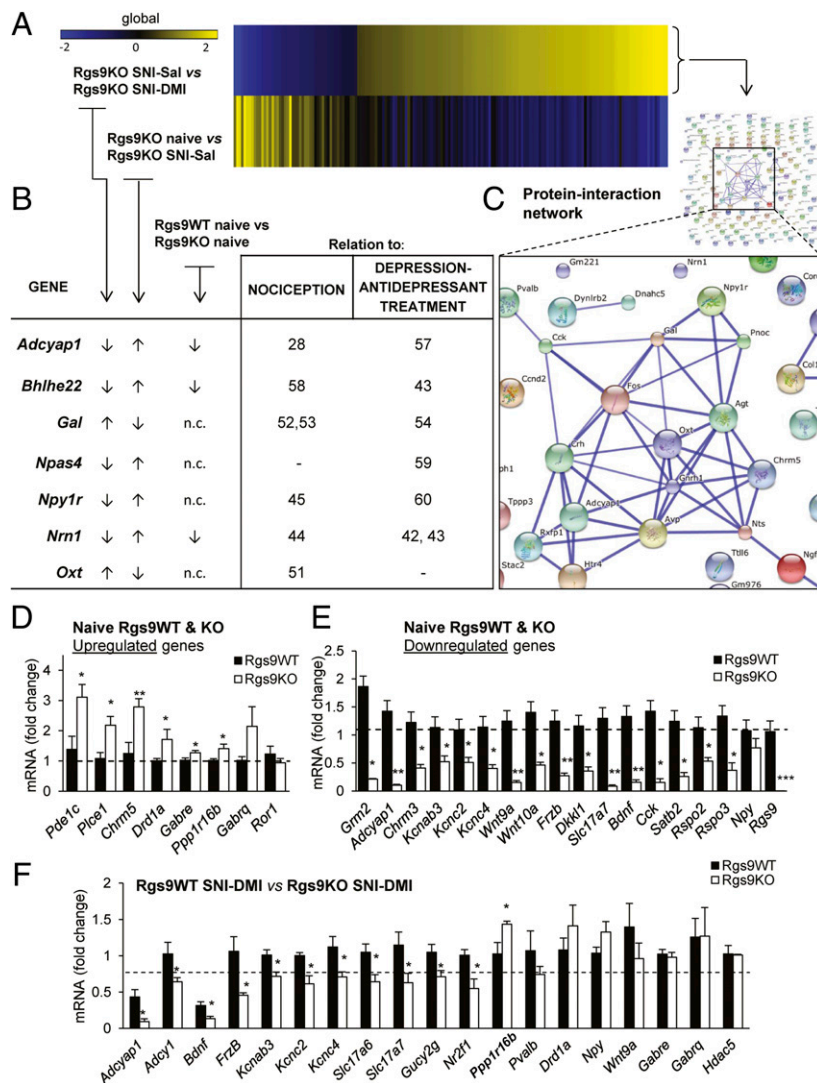 A
global
-2 0 2
Rgs9KO SNI-Sal vs
Rgs9KO SNI-DMI
Rgs9KO naive vs
Rgs9KO SNI-Sal
B
Rgs9WT naive vs
Rgs9KO naive
Relation to:
GENE
NOCICEPTION
DEPRESSION-
ANTIDEPRESSANT
TREATMENT
Adcyap1 ↓ ↑ ↓ 28 57
Bhlhe22 ↓ ↑ ↓ 58 43
Gal ↑ ↓ n.c. 52,53 54
Npas4 ↓ ↑ n.c. - 59
Npy1r ↓ ↑ n.c. 45 60
Nrn1 ↓ ↑ ↓ 44 42, 43
Oxt ↑ ↓ n.c. 51 -
C
Protein-interaction
network
Gm221
Nrn1
Pvalb
Dynlrb2
Dnahc5
Npy1r
Cck
Gal
Pnoc
Ccnd2
Fos
Agt
Col1
Oxt
Crh
Chrm5
Gnrh1
Tppp3
Adcyap1
Avp
Nts
Rxfp1
Stac2
Htr4
Ttll6
Ngf
Gm976
D
Naive Rgs9WT & KO
Upregulated genes
Rgs9WT
Rgs9KO
mRNA (fold change)
4
3
2
1
0
* * ** * * *
Pde1c Plce1 Chrm5 Drd1a Gabre Ppp1r16b Gabrq Ror1
E
Naive Rgs9WT & KO
Downregulated genes
Rgs9WT
Rgs9KO
mRNA (fold change)
2.5
2
1.5
1
0.5
0
* ** * * * * ** * ** * ** ** * * * * ***
Grm2 Adcyap1 Chrm3 Kcnab3 Kcnc2 Kcnc4 Wnt9a Wnt10a Frzb Dkkl1 Slc17a7 Bdnf Cck Satb2 Rspo2 Rspo3 Npy Rgs9
F
Rgs9WT SNI-DMI vs Rgs9KO SNI-DMI
Rgs9WT
Rgs9KO
mRNA (fold change)
2
1.5
1
0.5
0
* * * * * * * * * * * *
Adcyap1 Adcy1 Bdnf FrzB Kcnab3 Kcnc2 Kcnc4 Slc17a6 Slc17a7 Gucy2g Nr2f1 Ppp1r16b Pvalb Drd1a Npy Wnt9a Gabre Gabrq Hdac5